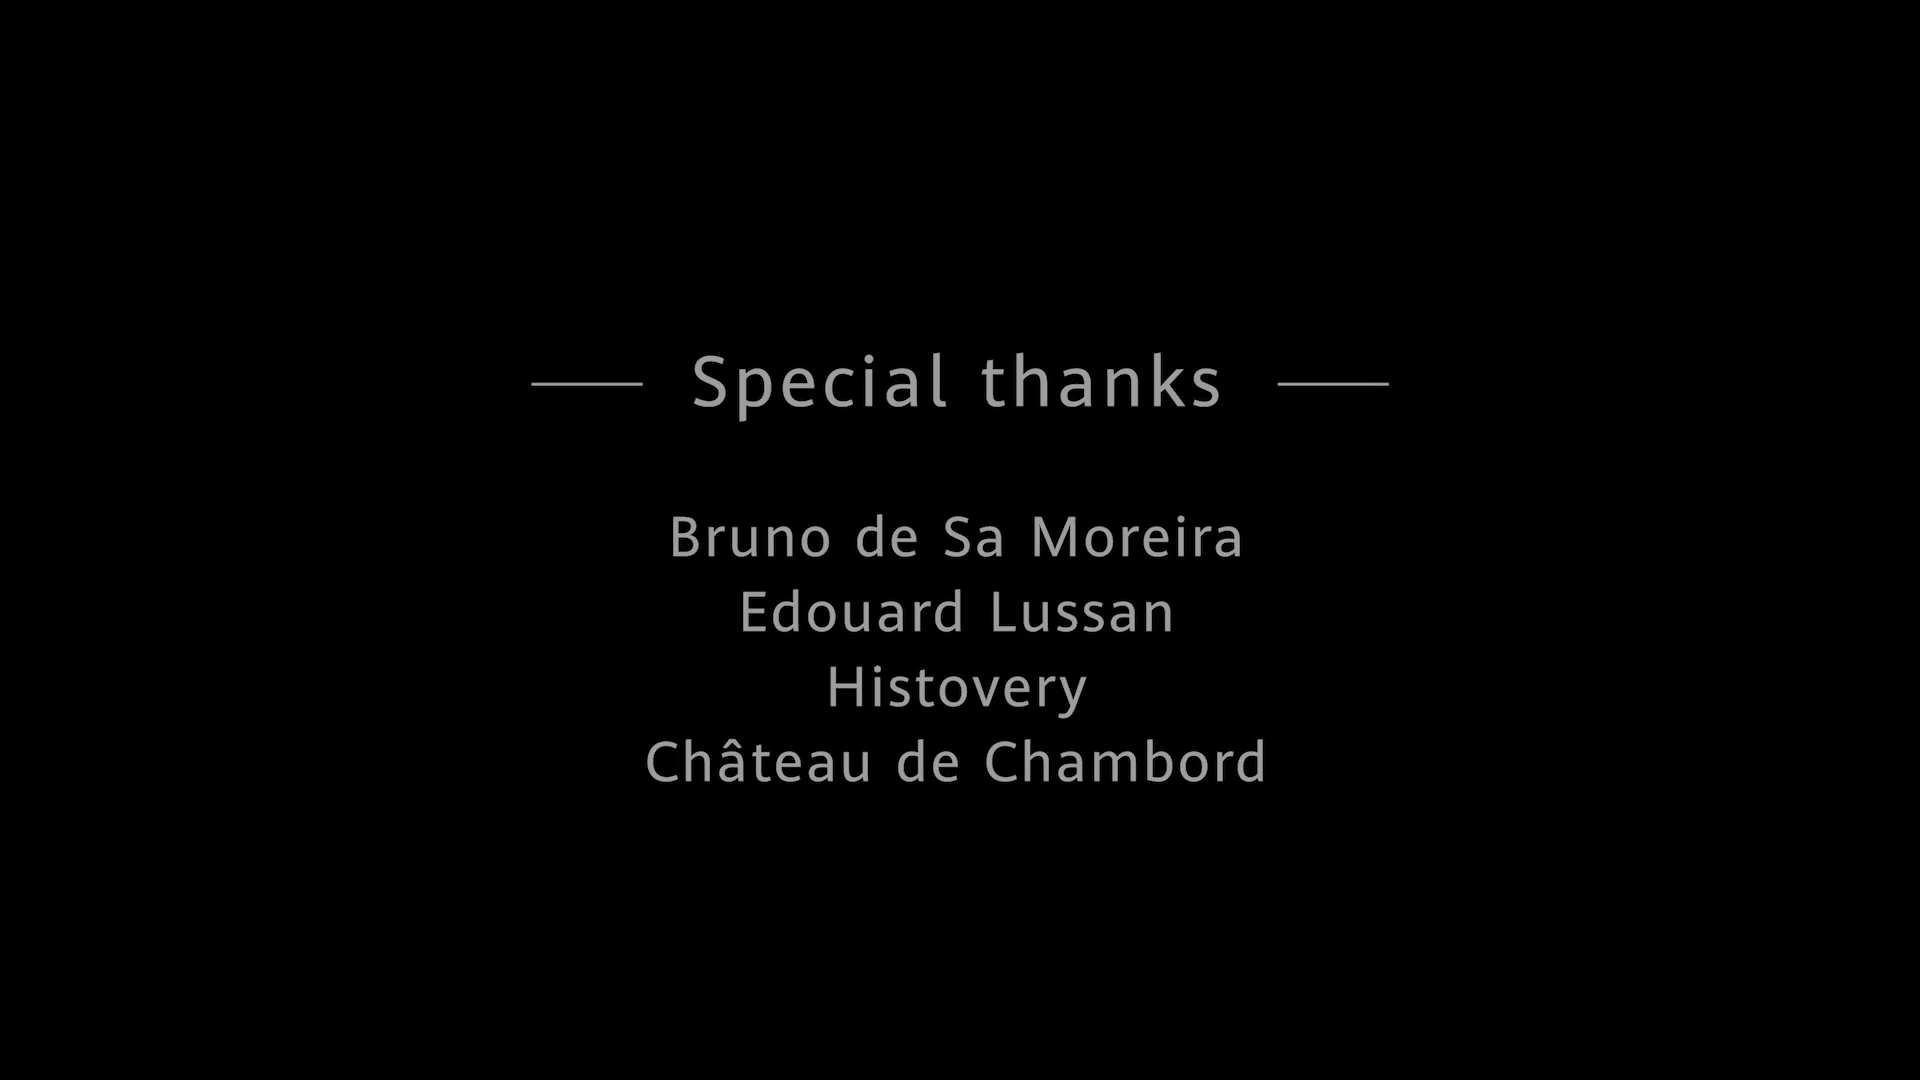 Special thanks
Bruno de Sa Moreira
Edouard Lussan
Histovery
Château de Chambord